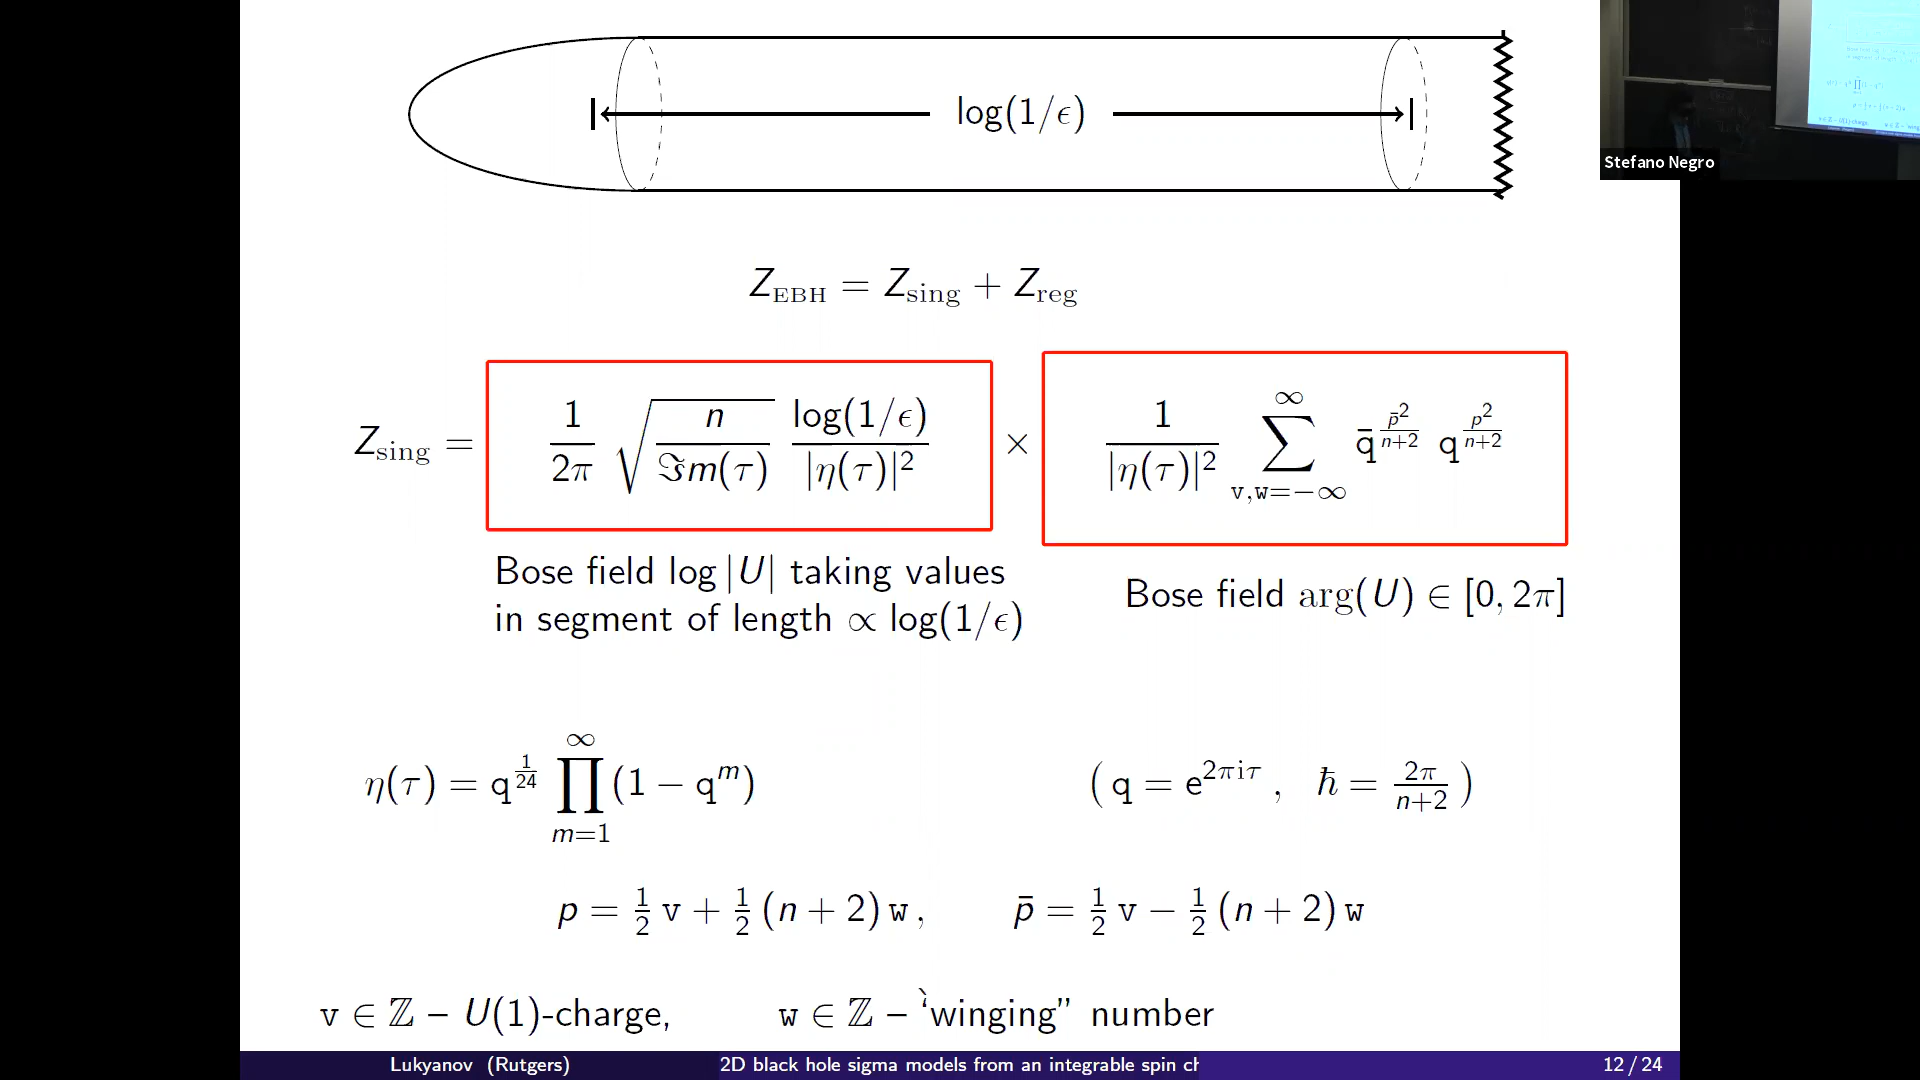 log(1/ϵ)
Stefano Negro
Z_EBH = Z_sing + Z_reg
Z_sing = 1/2π √(n/ℑm(τ)) log(1/ϵ)/|η(τ)|² × 1/|η(τ)|² ∑_{v,w=−∞}^{∞} q̄^{p̄²/(n+2)} q^{p²/(n+2)}
Bose field log |U| taking values
in segment of length ∝ log(1/ϵ)
Bose field arg(U) ∈ [0, 2π]
η(τ) = q^{1/24} ∏_{m=1}^{∞} (1 − q^m) ( q = e^{2πiτ} , ℏ = 2π/(n+2) )
p = ½ v + ½ (n + 2) w , p̄ = ½ v − ½ (n + 2) w
v ∈ ℤ – U(1)-charge, w ∈ ℤ – ‘`winging” number
Lukyanov (Rutgers) 2D black hole sigma models from an integrable spin ch 12 / 24